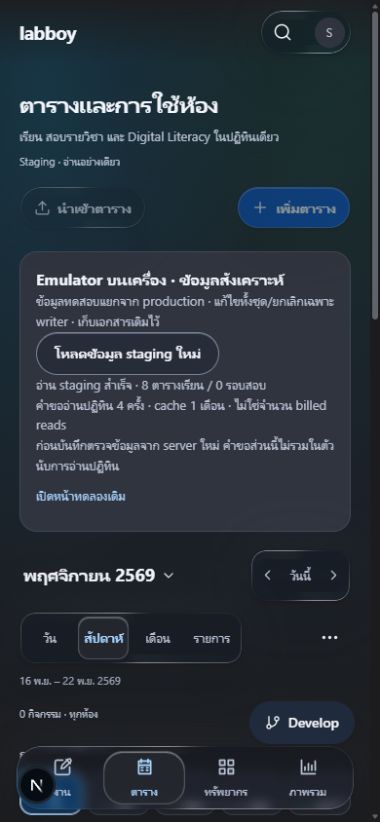 labboy
S
ตารางและการใช้ห้อง
เรียน สอบรายวิชา และ Digital Literacy ในปฏิทินเดียว
Staging · อ่านอย่างเดียว
นำเข้าตาราง
เพิ่มตาราง
Emulator บนเครื่อง · ข้อมูลสังเคราะห์
ข้อมูลทดสอบแยกจาก production · แก้ไขทั้งชุด/ยกเลิกเฉพาะ
writer · เก็บเอกสารเดิมไว้
โหลดข้อมูล staging ใหม่
อ่าน staging สำเร็จ · 8 ตารางเรียน / 0 รอบสอบ
คำขออ่านปฏิทิน 4 ครั้ง · cache 1 เดือน · ไม่ใช่จำนวน billed
reads
ก่อนบันทึกตรวจข้อมูลจาก server ใหม่ คำขอส่วนนี้ไม่รวมในตัว
นับการอ่านปฏิทิน
เปิดหน้าทดลองเดิม
พฤศจิกายน 2569
วันนี้
วัน
สัปดาห์
เดือน
รายการ
16 พ.ย. – 22 พ.ย. 2569
0 กิจกรรม · ทุกห้อง
Develop
N
งาน
ตาราง
ทรัพยากร
ภาพรวม